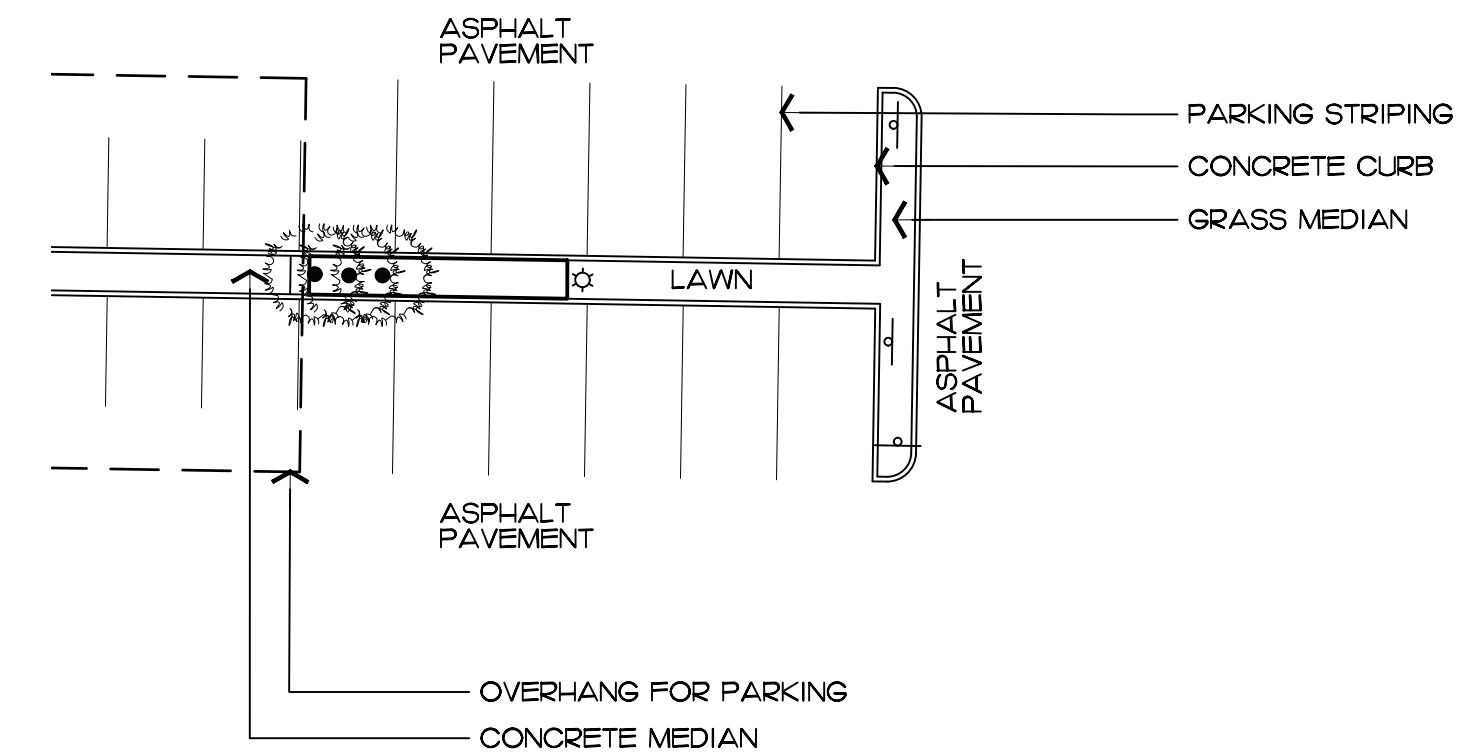 ASPHALT
PAVEMENT
PARKING STRIPING
CONCRETE CURB
GRASS MEDIAN
LAWN
ASPHALT
PAVEMENT
ASPHALT
PAVEMENT
OVERHANG FOR PARKING
CONCRETE MEDIAN